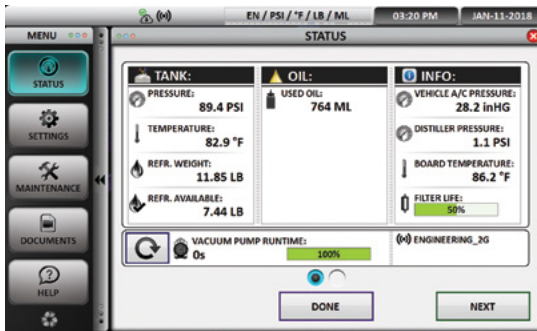 EN / PSI / °F / LB / ML
03:20 PM
JAN-11-2018
MENU
STATUS
STATUS
SETTINGS
MAINTENANCE
DOCUMENTS
HELP
TANK:
PRESSURE:
89.4 PSI
TEMPERATURE:
82.9 °F
REFR. WEIGHT:
11.85 LB
REFR. AVAILABLE:
7.44 LB
OIL:
USED OIL:
764 ML
INFO:
VEHICLE A/C PRESSURE:
28.2 inHG
DISTILLER PRESSURE:
1.1 PSI
BOARD TEMPERATURE:
86.2 °F
FILTER LIFE:
50%
VACUUM PUMP RUNTIME:
0s
100%
ENGINEERING_2G
DONE
NEXT